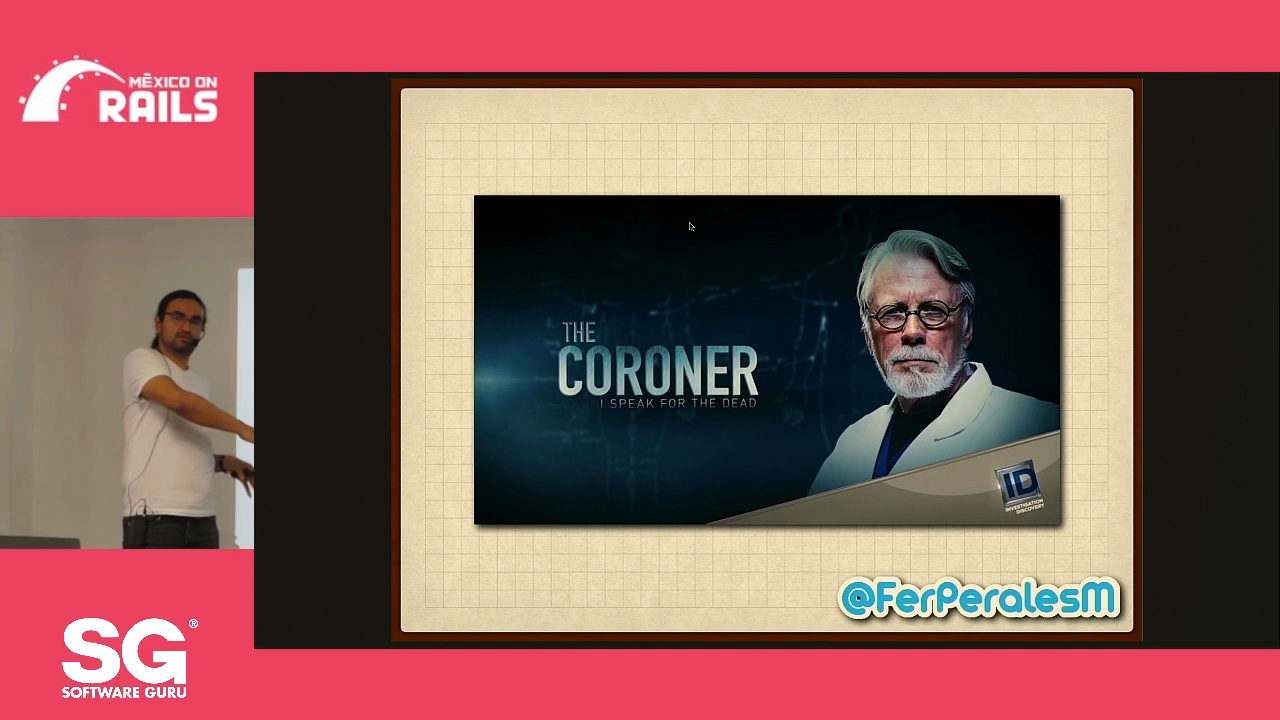 MÉXICO ON
RAILS
THE
CORONER
I SPEAK FOR THE DEAD
ID
INVESTIGATION
DISCOVERY
@FerPeralesM
SG®
SOFTWARE GURU